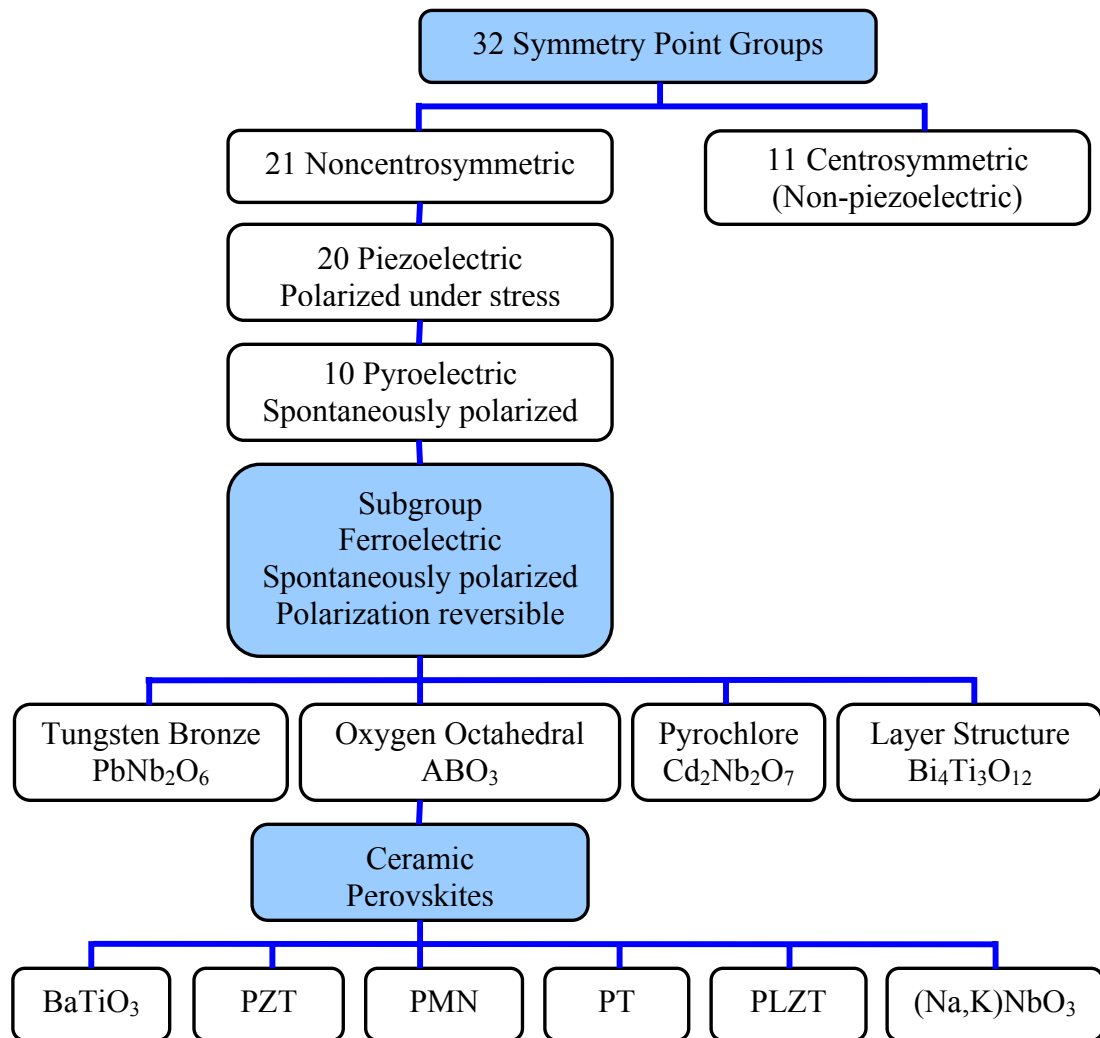 32 Symmetry Point Groups
21 Noncentrosymmetric
11 Centrosymmetric
(Non-piezoelectric)
20 Piezoelectric
Polarized under stress
10 Pyroelectric
Spontaneously polarized
Subgroup
Ferroelectric
Spontaneously polarized
Polarization reversible
Tungsten Bronze
PbNb₂O₆
Oxygen Octahedral
ABO₃
Pyrochlore
Cd₂Nb₂O₇
Layer Structure
Bi₄Ti₃O₁₂
Ceramic
Perovskites
BaTiO₃
PZT
PMN
PT
PLZT
(Na,K)NbO₃